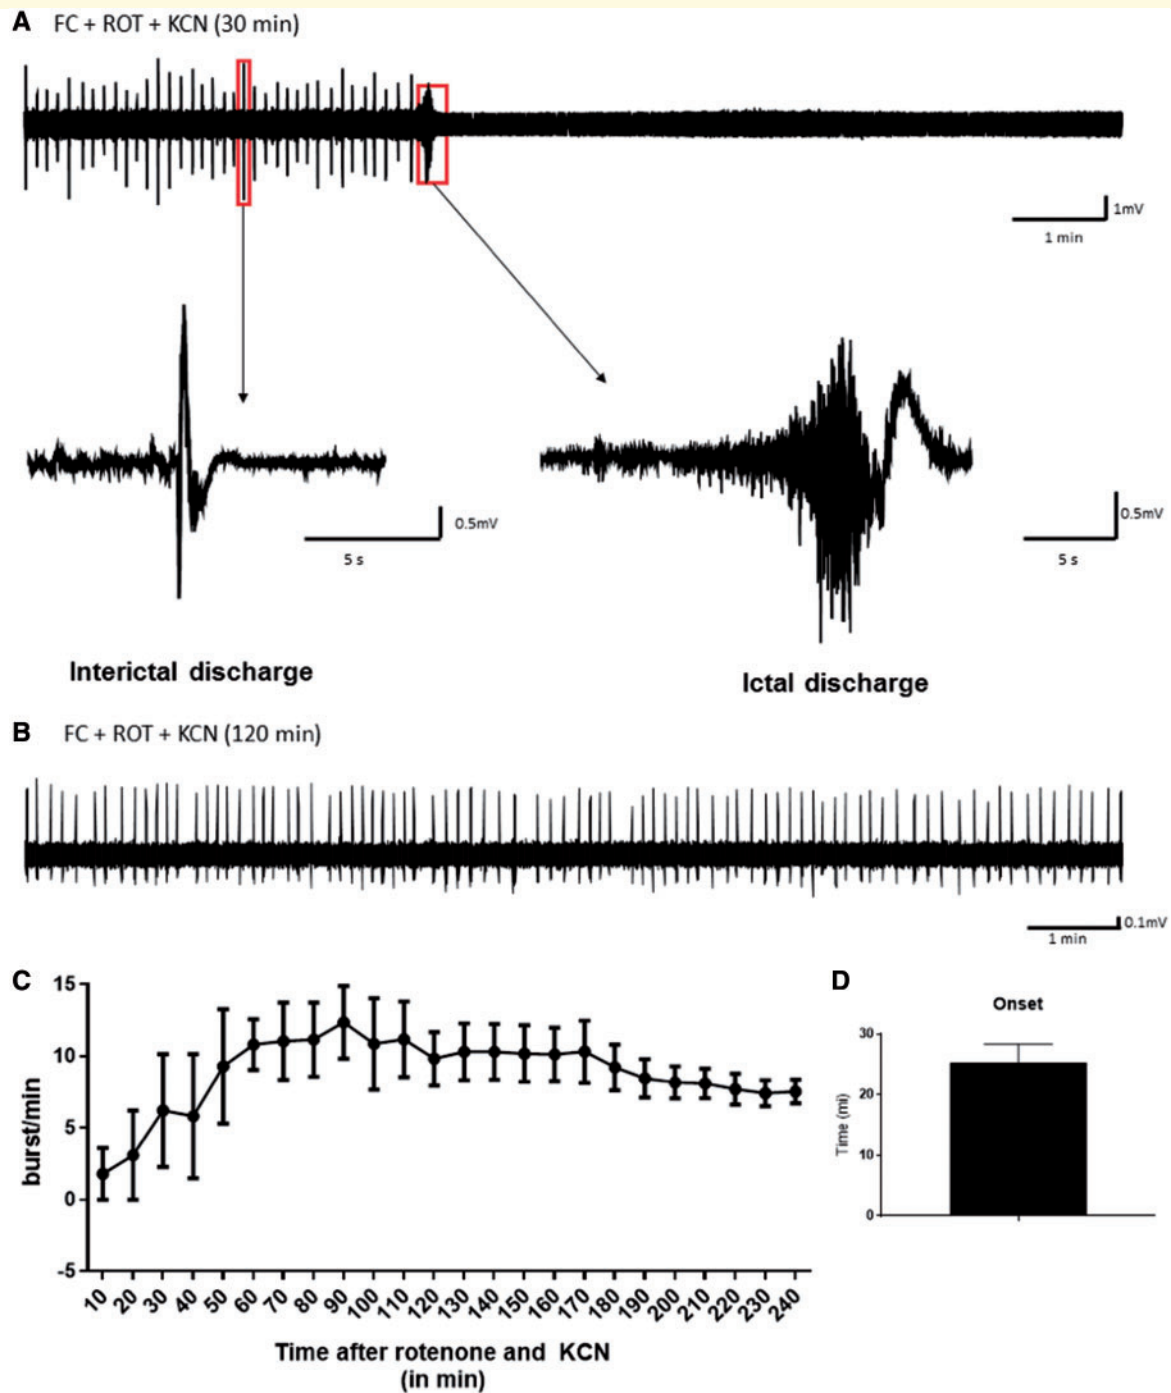 A FC + ROT + KCN (30 min)
1mV
1 min
0.5mV
5 s
0.5mV
5 s
Interictal discharge
Ictal discharge
B FC + ROT + KCN (120 min)
0.1mV
1 min
C
15
10
5
0
-5
burst/min
10 20 30 40 50 60 70 80 90 100 110 120 130 140 150 160 170 180 190 200 210 220 230 240
Time after rotenone and KCN
(in min)
D
Onset
30
20
10
0
Time (mi)